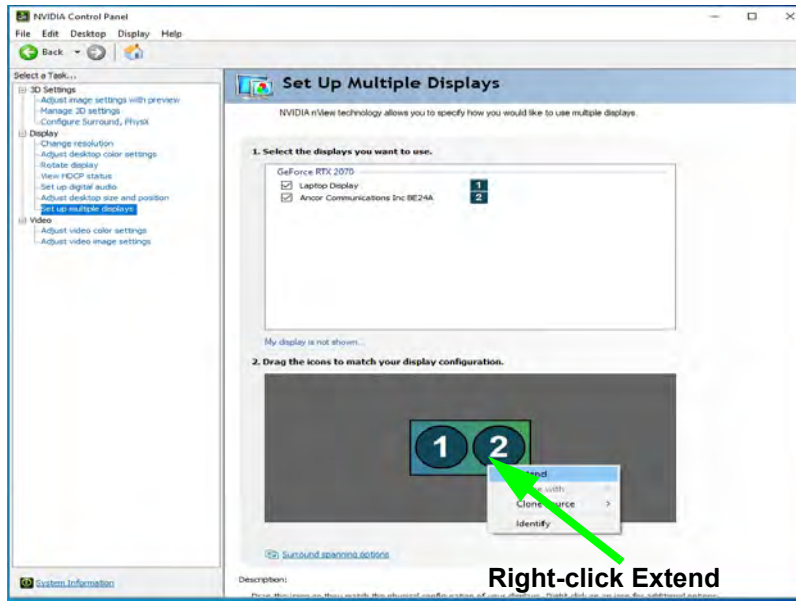 NVIDIA Control Panel
File Edit Desktop Display Help
Back
Select a Task...
3D Settings
Adjust image settings with preview
Manage 3D settings
Configure Surround, PhysX
Display
Change resolution
Adjust desktop color settings
Rotate display
View HDCP status
Set up digital audio
Adjust desktop size and position
Set up multiple displays
Video
Adjust video color settings
Adjust video image settings
System Information
Set Up Multiple Displays
NVIDIA nView technology allows you to specify how you would like to use multiple displays.
1. Select the displays you want to use.
GeForce RTX 2070
Laptop Display 1
Ancor Communications Inc BE24A 2
My display is not shown...
2. Drag the icons to match your display configuration.
1 2
with
Clone
Identify
Surround spanning options
Right-click Extend
Description: